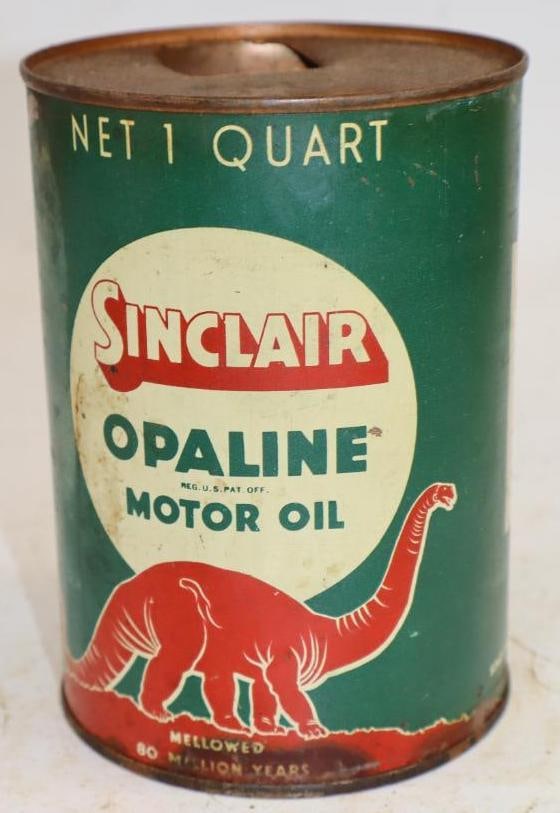 NET 1 QUART
SINCLAIR
OPALINE
REG. U.S. PAT. OFF.
MOTOR OIL
MELLOWED
80 MILLION YEARS